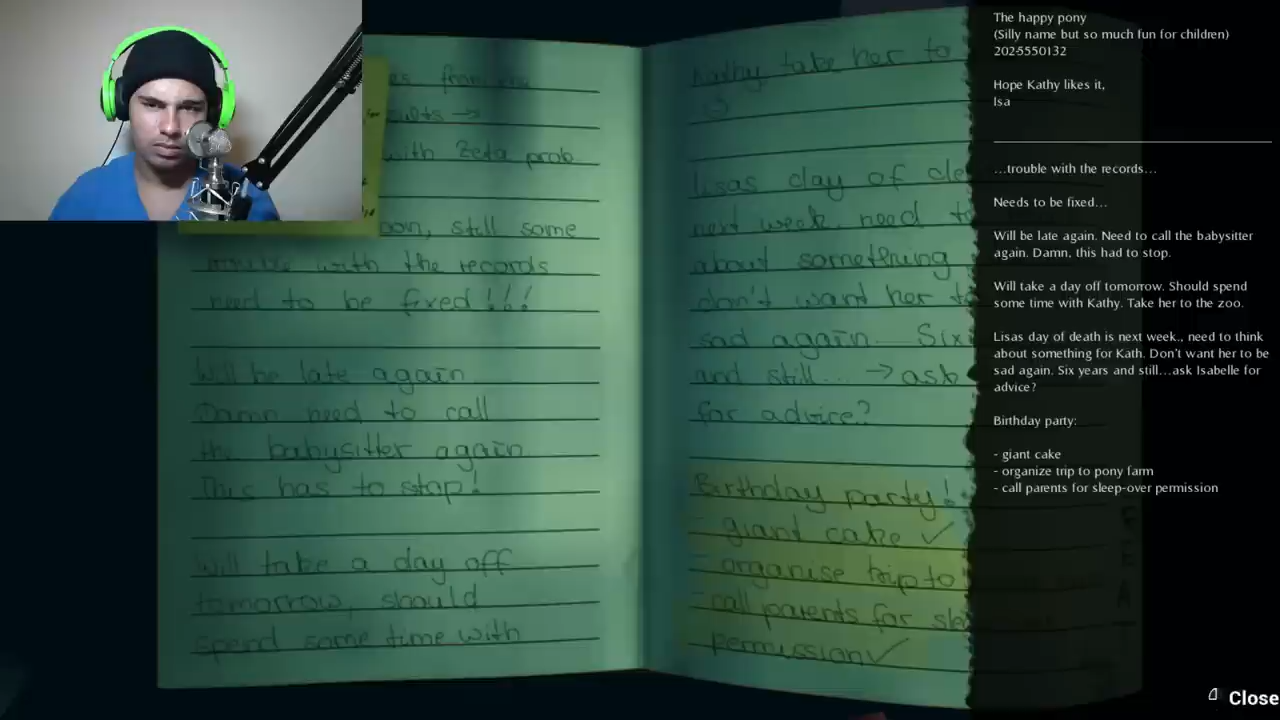 The happy pony
(Silly name but so much fun for children)
2025550132
Hope Kathy likes it,
Isa
...trouble with the records...
Needs to be fixed...
Will be late again. Need to call the babysitter
again. Damn, this had to stop.
Will take a day off tomorrow. Should spend
some time with Kathy. Take her to the zoo.
Lisas day of death is next week., need to think
about something for Kath. Don't want her to be
sad again. Six years and still...ask Isabelle for
advice?
Birthday party:
- giant cake
- organize trip to pony farm
- call parents for sleep-over permission
with Zeta prob
still some
trouble with the records
need to be fixed!!!
Will be late again
Damn need to call
the babysitter again
This has to stop!
Will take a day off
tomorrow, should
spend some time with
Kathy take her to
:)
lisas day of de
next week need to
about something
don't want her to
sad again... Six
and still... → ask
for advice?
Birthday party!
- giant cake ✓
- organise trip to
- call parents for sle
permission ✓
Close